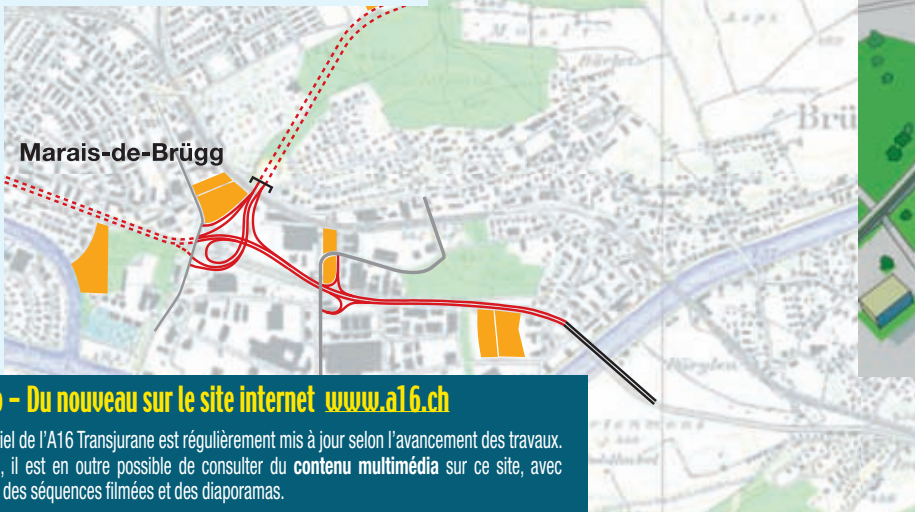 Marais-de-Brügg
Brü
– Du nouveau sur le site internet www.a16.ch
iel de l’A16 Transjurane est régulièrement mis à jour selon l’avancement des travaux.
, il est en outre possible de consulter du contenu multimédia sur ce site, avec
des séquences filmées et des diaporamas.